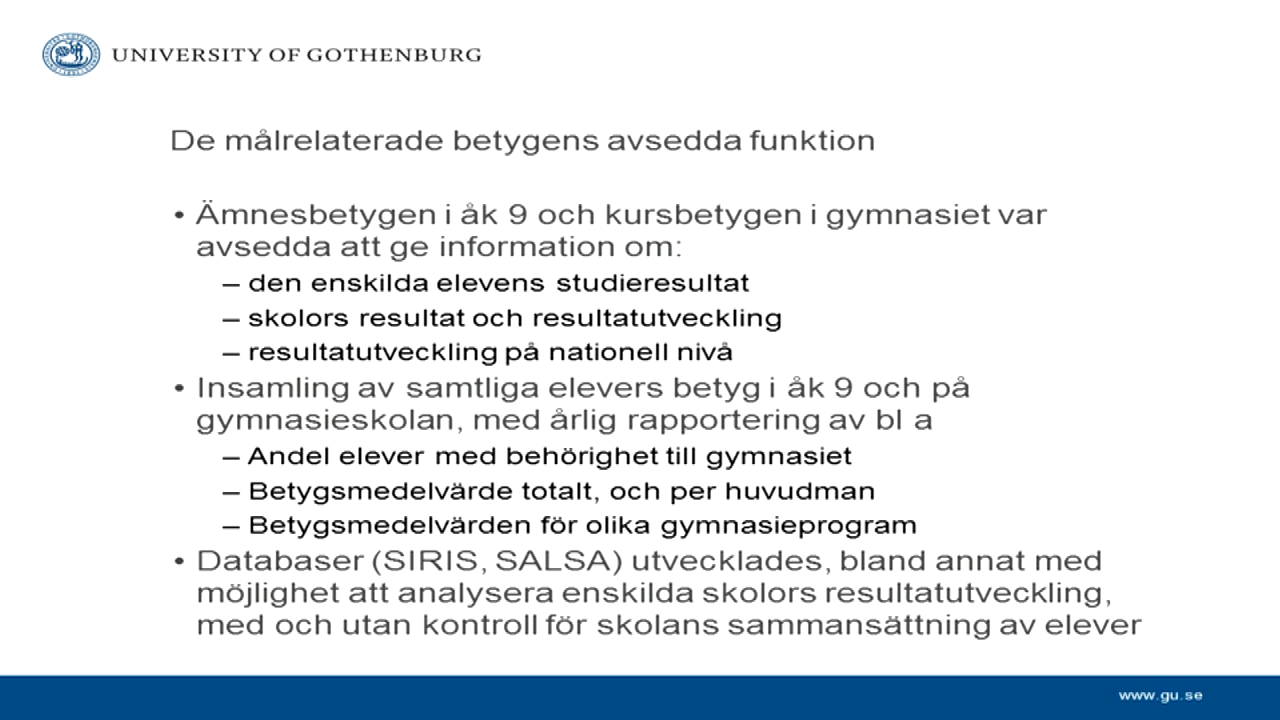 UNIVERSITY OF GOTHENBURG
De målrelaterade betygens avsedda funktion
• Ämnesbetygen i åk 9 och kursbetygen i gymnasiet var
avsedda att ge information om:
– den enskilda elevens studieresultat
– skolors resultat och resultatutveckling
– resultatutveckling på nationell nivå
• Insamling av samtliga elevers betyg i åk 9 och på
gymnasieskolan, med årlig rapportering av bl a
– Andel elever med behörighet till gymnasiet
– Betygsmedelvärde totalt, och per huvudman
– Betygsmedelvärden för olika gymnasieprogram
• Databaser (SIRIS, SALSA) utvecklades, bland annat med
möjlighet att analysera enskilda skolors resultatutveckling,
med och utan kontroll för skolans sammansättning av elever
www.gu.se